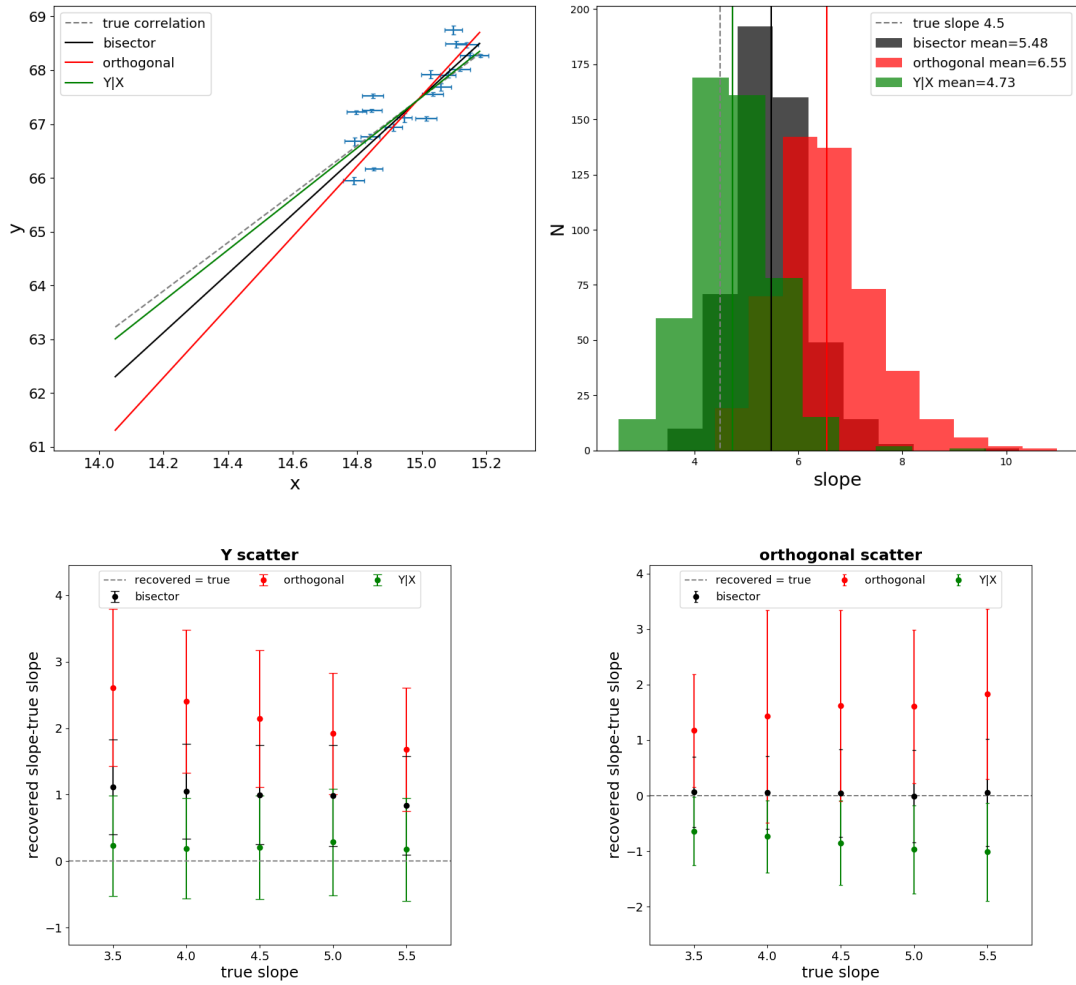 true correlation
bisector
orthogonal
Y|X
69
68
67
66
65
64
63
62
61
y
14.0 14.2 14.4 14.6 14.8 15.0 15.2
x
true slope 4.5
bisector mean=5.48
orthogonal mean=6.55
Y|X mean=4.73
200
175
150
125
100
75
50
25
0
N
4 6 8 10
slope
Y scatter
recovered = true orthogonal Y|X
bisector
4
3
2
1
0
−1
recovered slope-true slope
3.5 4.0 4.5 5.0 5.5
true slope
orthogonal scatter
recovered = true orthogonal Y|X
bisector
4
3
2
1
0
−1
−2
recovered slope-true slope
3.5 4.0 4.5 5.0 5.5
true slope